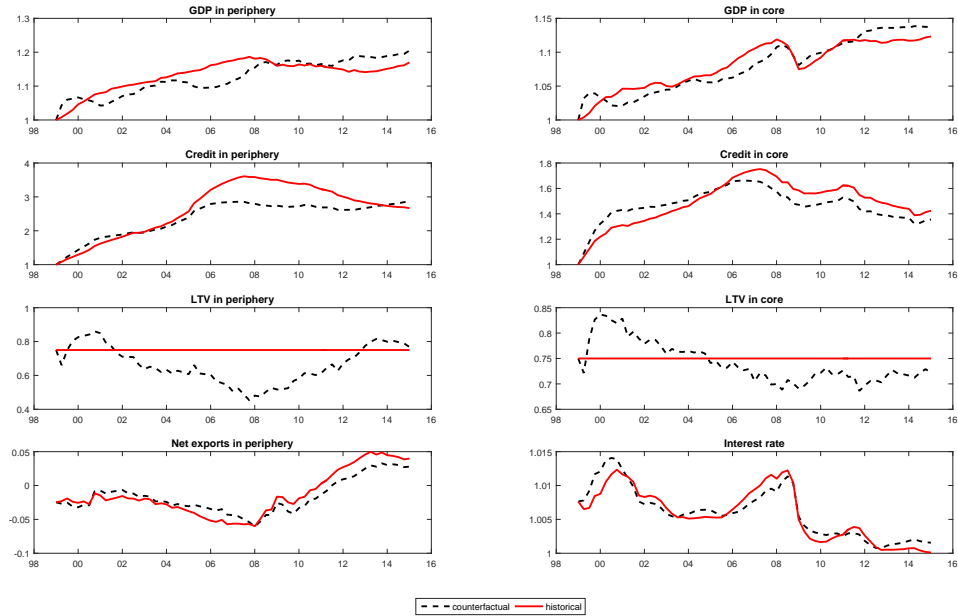 GDP in periphery
1.3
1.2
1.1
1
98 00 02 04 06 08 10 12 14 16
GDP in core
1.15
1.1
1.05
1
98 00 02 04 06 08 10 12 14 16
Credit in periphery
4
3
2
1
98 00 02 04 06 08 10 12 14 16
Credit in core
1.8
1.6
1.4
1.2
1
98 00 02 04 06 08 10 12 14 16
LTV in periphery
1
0.8
0.6
0.4
98 00 02 04 06 08 10 12 14 16
LTV in core
0.85
0.8
0.75
0.7
0.65
98 00 02 04 06 08 10 12 14 16
Net exports in periphery
0.05
0
-0.05
-0.1
98 00 02 04 06 08 10 12 14 16
Interest rate
1.015
1.01
1.005
1
98 00 02 04 06 08 10 12 14 16
counterfactual historical